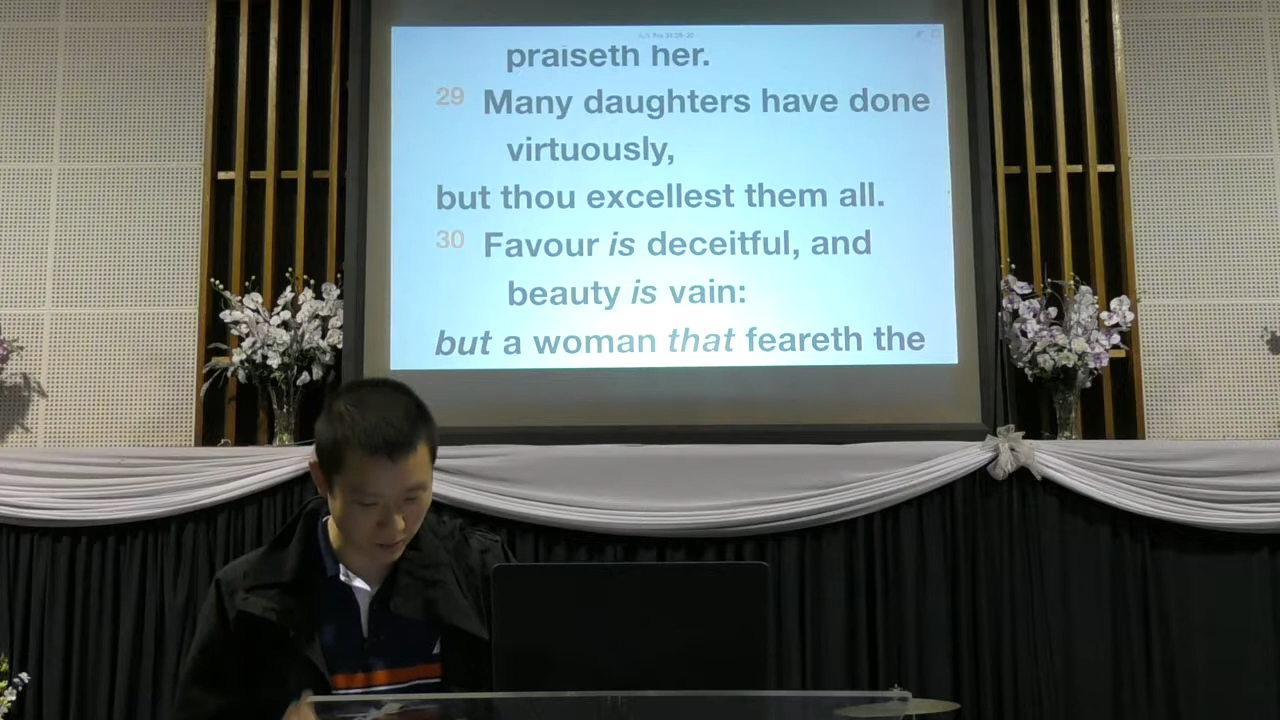 praiseth her.
29 Many daughters have done
virtuously,
but thou excellest them all.
30 Favour is deceitful, and
beauty is vain:
but a woman that feareth the